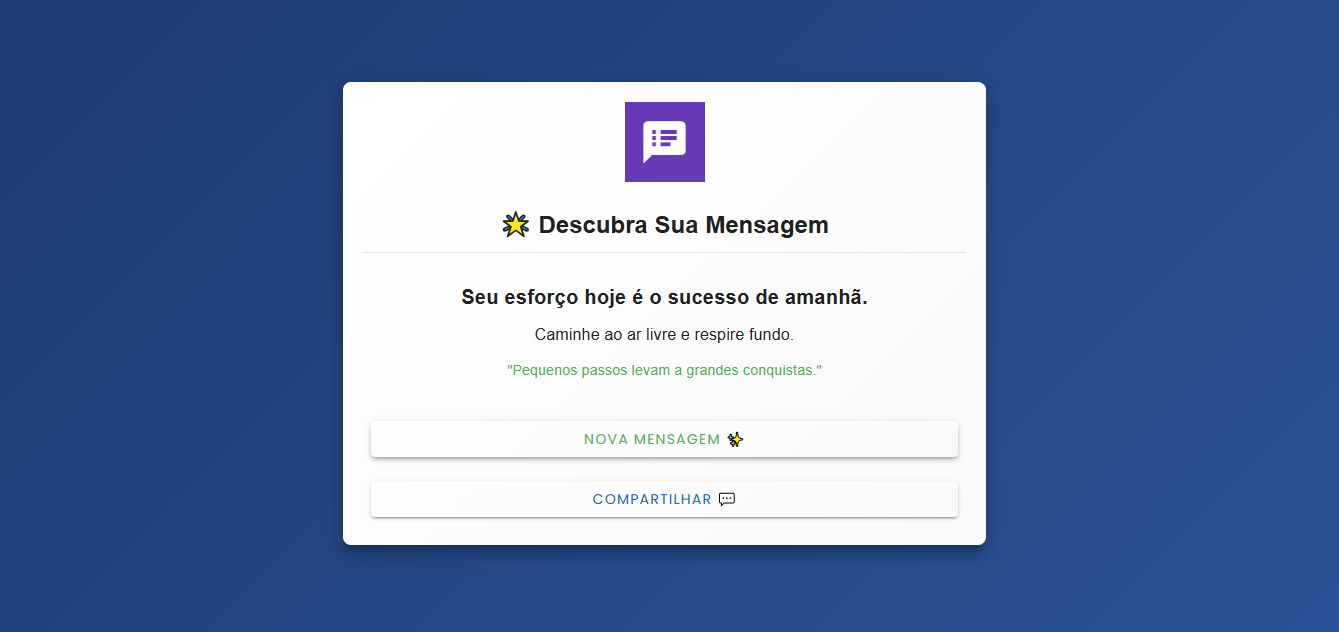 🌟 Descubra Sua Mensagem
Seu esforço hoje é o sucesso de amanhã.
Caminhe ao ar livre e respire fundo.
"Pequenos passos levam a grandes conquistas."
NOVA MENSAGEM ✨
COMPARTILHAR 💬